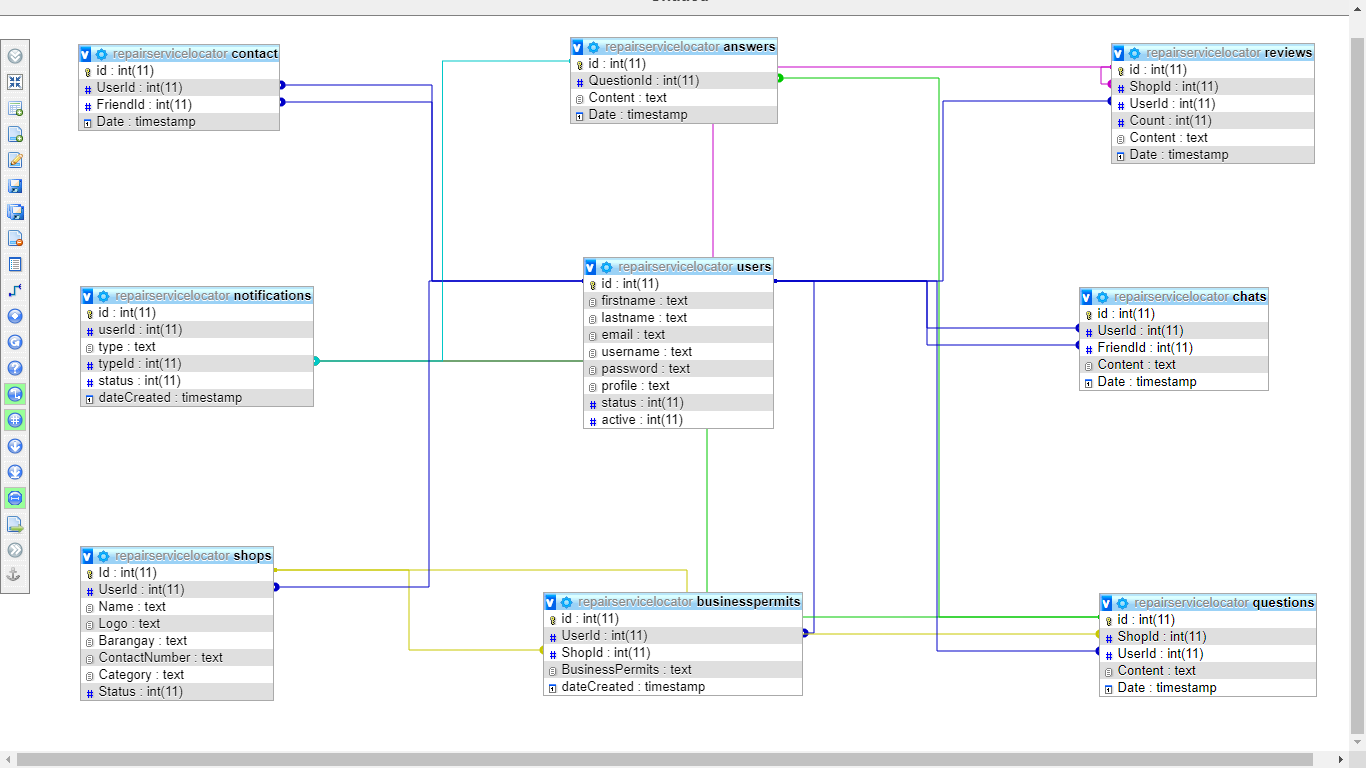 repairservicelocator contact
id : int(11)
UserId : int(11)
FriendId : int(11)
Date : timestamp
repairservicelocator answers
id : int(11)
QuestionId : int(11)
Content : text
Date : timestamp
repairservicelocator reviews
id : int(11)
ShopId : int(11)
UserId : int(11)
Count : int(11)
Content : text
Date : timestamp
repairservicelocator notifications
id : int(11)
userId : int(11)
type : text
typeId : int(11)
status : int(11)
dateCreated : timestamp
repairservicelocator users
id : int(11)
firstname : text
lastname : text
email : text
username : text
password : text
profile : text
status : int(11)
active : int(11)
repairservicelocator chats
id : int(11)
UserId : int(11)
FriendId : int(11)
Content : text
Date : timestamp
repairservicelocator shops
Id : int(11)
UserId : int(11)
Name : text
Logo : text
Barangay : text
ContactNumber : text
Category : text
Status : int(11)
repairservicelocator businesspermits
id : int(11)
UserId : int(11)
ShopId : int(11)
BusinessPermits : text
dateCreated : timestamp
repairservicelocator questions
id : int(11)
ShopId : int(11)
UserId : int(11)
Content : text
Date : timestamp